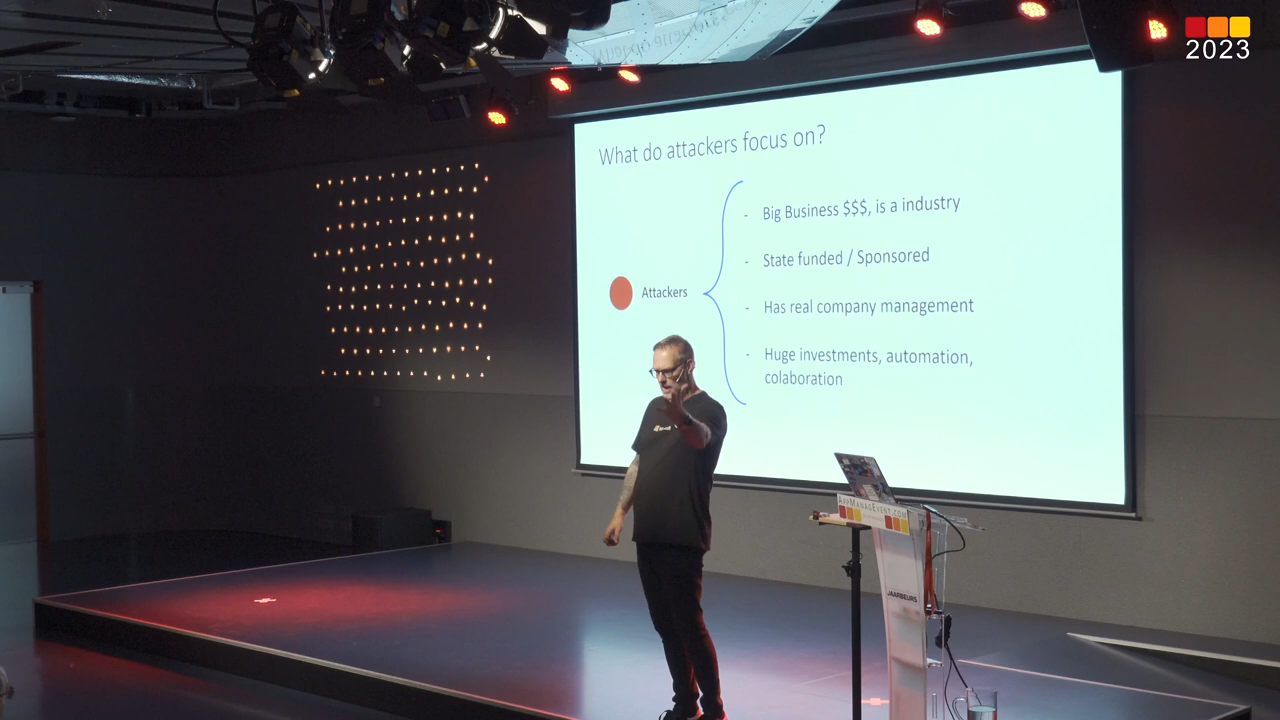 2023
What do attackers focus on?
- Big Business $$$, is a industry
- State funded / Sponsored
Attackers
- Has real company management
- Huge investments, automation,
colaboration
APPMANAGEVENT.COM
JAARBEURS